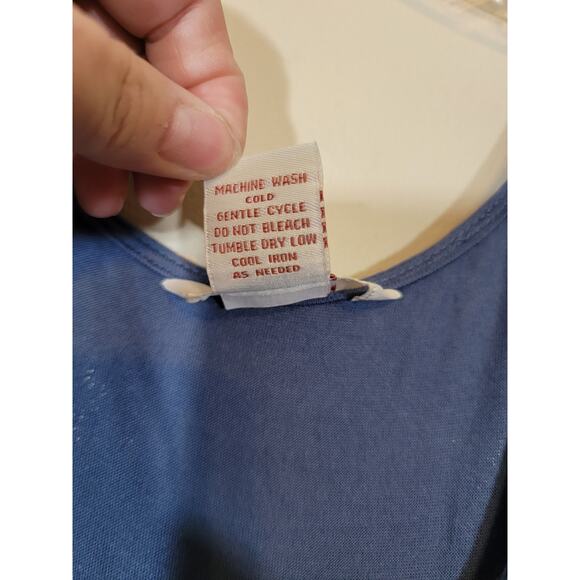 MACHINE WASH
COLD
GENTLE CYCLE
DO NOT BLEACH
TUMBLE DRY LOW
COOL IRON
AS NEEDED